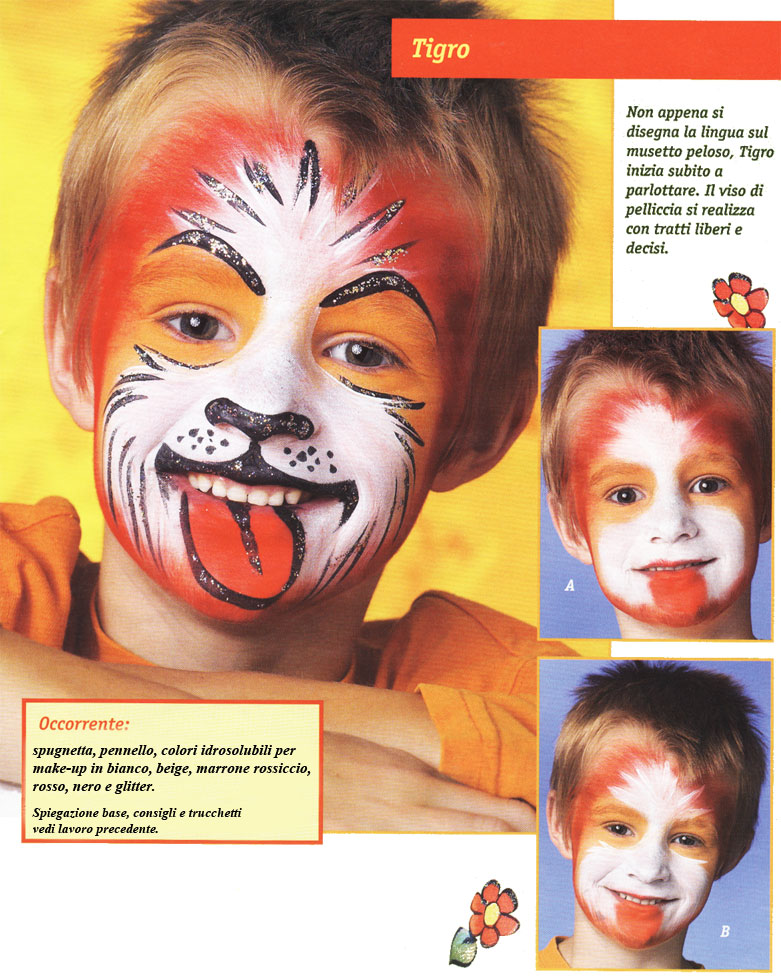 Tigro
Non appena si
disegna la lingua sul
musetto peloso, Tigro
inizia subito a
parlottare. Il viso di
pelliccia si realizza
con tratti liberi e
decisi.
A
Occorrente:
spugnetta, pennello, colori idrosolubili per
make-up in bianco, beige, marrone rossiccio,
rosso, nero e glitter.
Spiegazione base, consigli e trucchetti
vedi lavoro precedente.
B